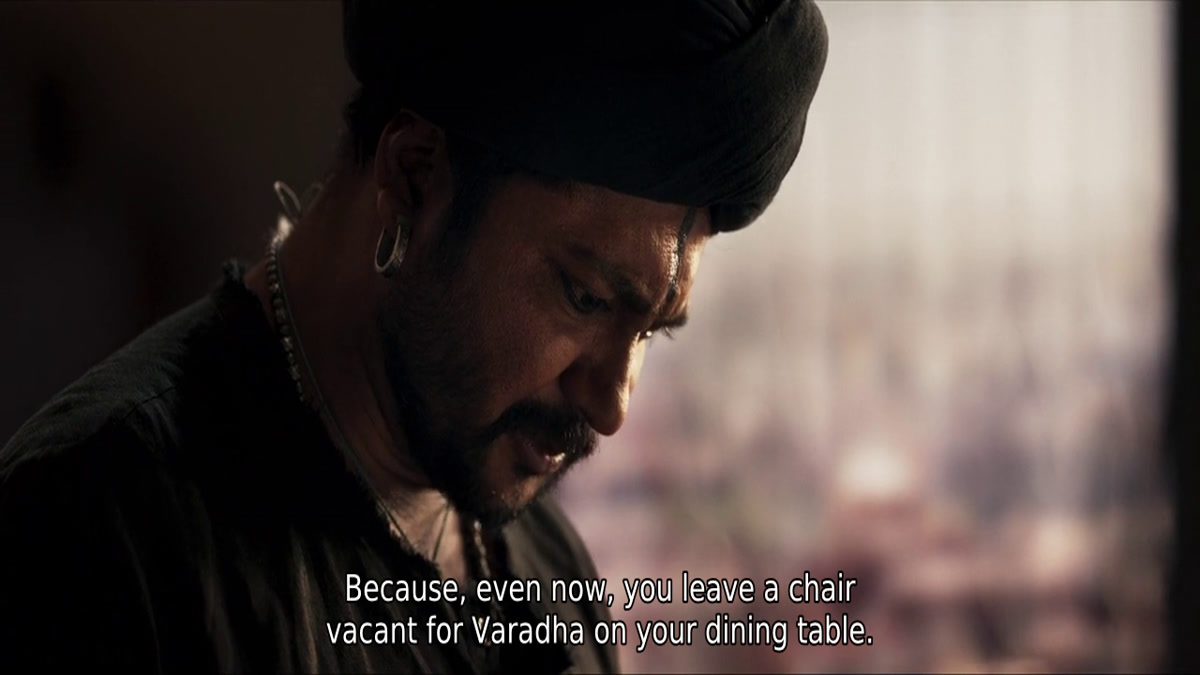 Because, even now, you leave a chair
vacant for Varadha on your dining table.